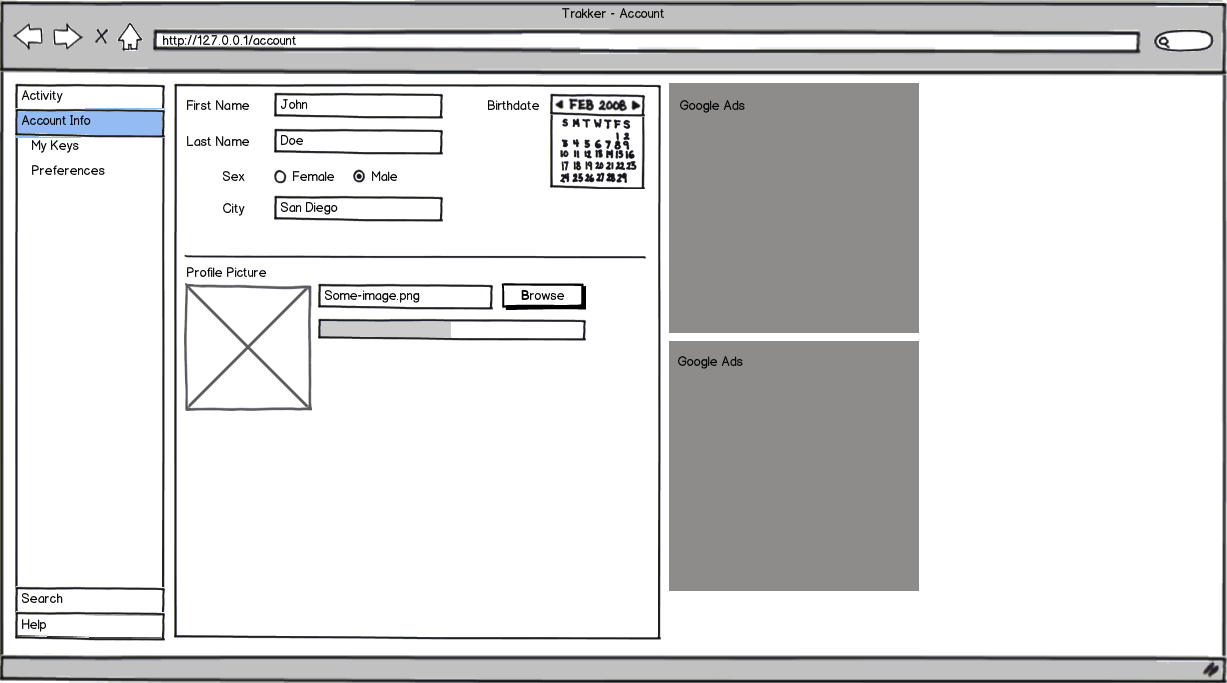 Trakker - Account
http://127.0.0.1/account
Activity
Account Info
My Keys
Preferences
Search
Help
First Name John
Last Name Doe
Sex Female Male
City San Diego
Birthdate
FEB 2008
S M T W T F S
1 2
3 4 5 6 7 8 9
10 11 12 13 14 15 16
17 18 19 20 21 22 23
24 25 26 27 28 29
Profile Picture
Some-image.png Browse
Google Ads
Google Ads